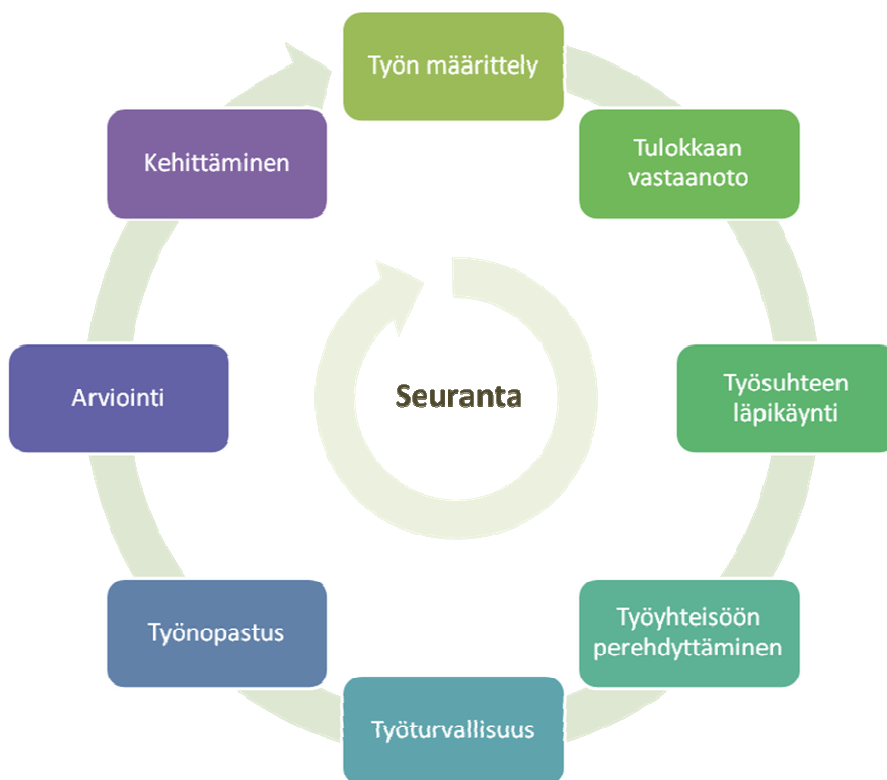 Työn määrittely
Tulokkaan
vastaanoto
Työsuhteen
läpikäynti
Työyhteisöön
perehdyttäminen
Työturvallisuus
Työnopastus
Arviointi
Kehittäminen
Seuranta